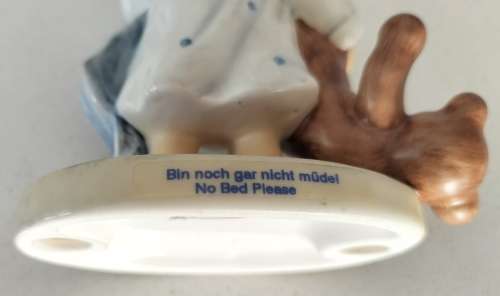 Bin noch gar nicht müde!
No Bed Please